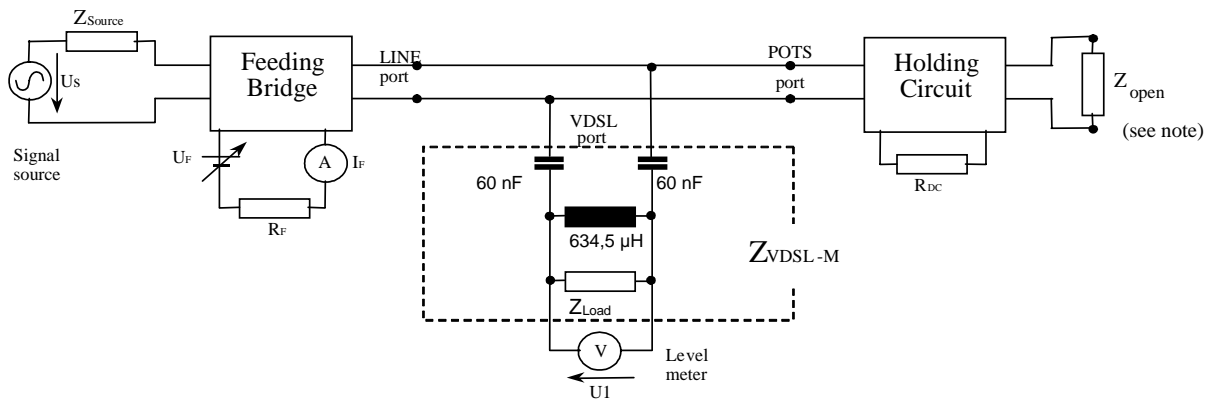 ZSource
Us
Signal
source
Feeding
Bridge
UF
A
IF
RF
LINE
port
VDSL
port
60 nF
60 nF
634,5 µH
ZLoad
ZVDSL-M
V
U1
Level
meter
POTS
port
Holding
Circuit
RDC
Zopen
(see note)